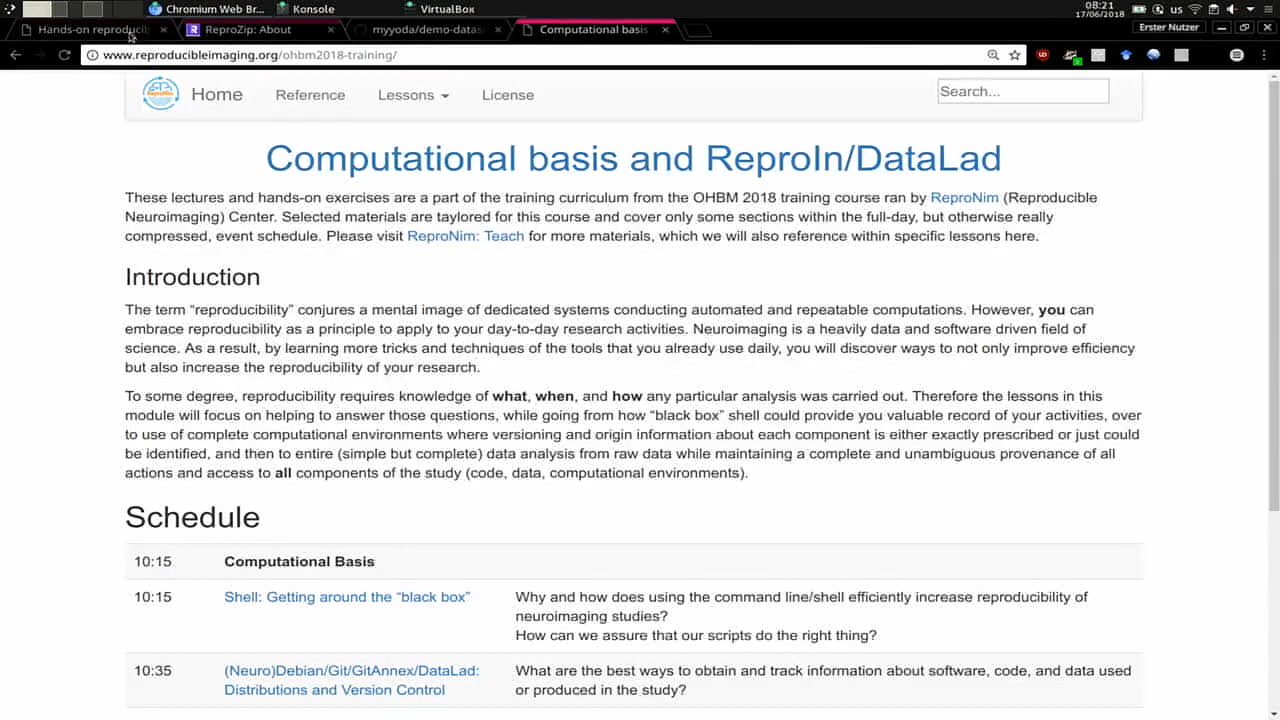 Chromium Web Br...
Konsole
VirtualBox
us
08:21
17/06/2018
Hands-on reproducib
ReproZip: About
myyoda/demo-datas
Computational basis
Erster Nutzer
www.reproducibleimaging.org/ohbm2018-training/
Home
Reference
Lessons
License
Search...
Computational basis and ReproIn/DataLad
These lectures and hands-on exercises are a part of the training curriculum from the OHBM 2018 training course ran by ReproNim (Reproducible
Neuroimaging) Center. Selected materials are taylored for this course and cover only some sections within the full-day, but otherwise really
compressed, event schedule. Please visit ReproNim: Teach for more materials, which we will also reference within specific lessons here.
Introduction
The term “reproducibility” conjures a mental image of dedicated systems conducting automated and repeatable computations. However, you can
embrace reproducibility as a principle to apply to your day-to-day research activities. Neuroimaging is a heavily data and software driven field of
science. As a result, by learning more tricks and techniques of the tools that you already use daily, you will discover ways to not only improve efficiency
but also increase the reproducibility of your research.
To some degree, reproducibility requires knowledge of what, when, and how any particular analysis was carried out. Therefore the lessons in this
module will focus on helping to answer those questions, while going from how “black box” shell could provide you valuable record of your activities, over
to use of complete computational environments where versioning and origin information about each component is either exactly prescribed or just could
be identified, and then to entire (simple but complete) data analysis from raw data while maintaining a complete and unambiguous provenance of all
actions and access to all components of the study (code, data, computational environments).
Schedule
10:15
Computational Basis
10:15
Shell: Getting around the “black box”
Why and how does using the command line/shell efficiently increase reproducibility of
neuroimaging studies?
How can we assure that our scripts do the right thing?
10:35
(Neuro)Debian/Git/GitAnnex/DataLad:
Distributions and Version Control
What are the best ways to obtain and track information about software, code, and data used
or produced in the study?